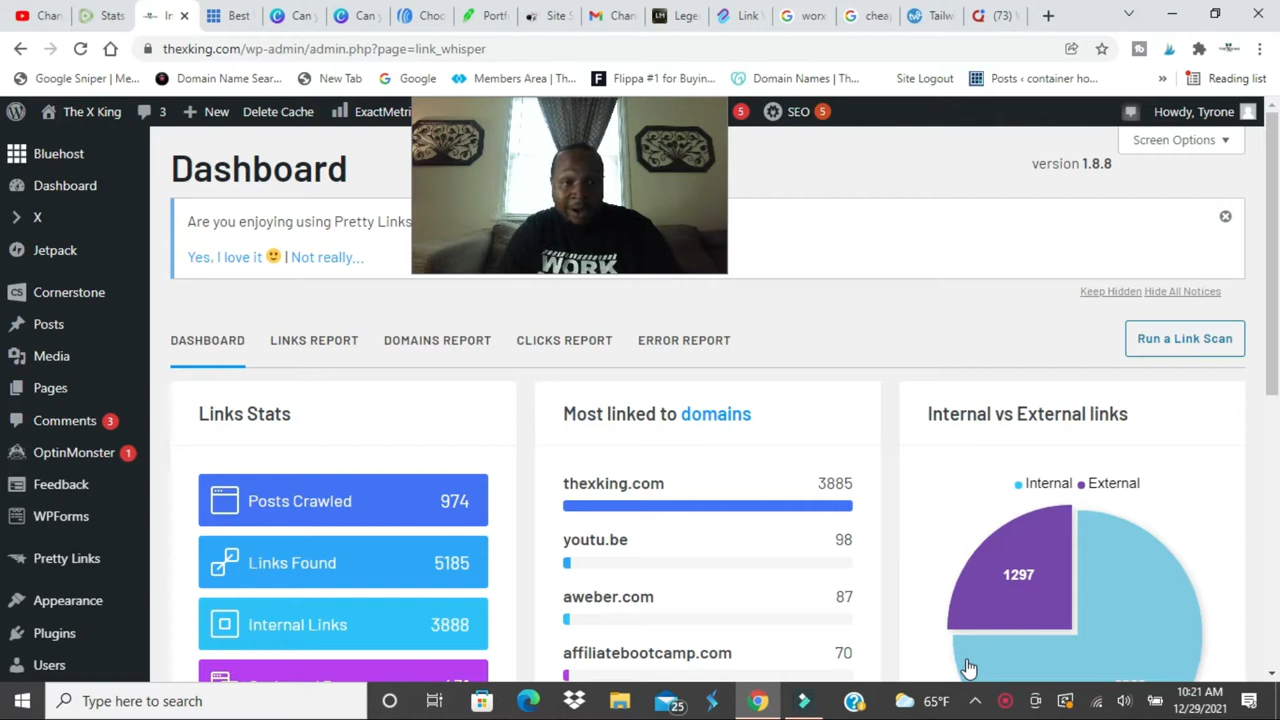 Chan
Stats
In
Best
Can y
Can y
Choo
Portf
Site S
Chan
Lege
Link
worx
cheap
Tailw
(73)
thexking.com/wp-admin/admin.php?page=link_whisper
Google Sniper | Me...
Domain Name Sear...
New Tab
Google
Members Area | Th...
Flippa #1 for Buyin...
Domain Names | Th...
Site Logout
Posts ‹ container ho...
»
Reading list
The X King
3
New
Delete Cache
ExactMetri
5
SEO
5
Howdy, Tyrone
Bluehost
Dashboard
X
Jetpack
Cornerstone
Posts
Media
Pages
Comments 3
OptinMonster 1
Feedback
WPForms
Pretty Links
Appearance
Plugins
Users
Screen Options
Dashboard
version 1.8.8
Are you enjoying using Pretty Links
Yes, I love it 🙂 | Not really...
WORK
Keep Hidden Hide All Notices
DASHBOARD
LINKS REPORT
DOMAINS REPORT
CLICKS REPORT
ERROR REPORT
Run a Link Scan
Links Stats
Posts Crawled 974
Links Found 5185
Internal Links 3888
Most linked to domains
thexking.com 3885
youtu.be 98
aweber.com 87
affiliatebootcamp.com 70
Internal vs External links
Internal External
1297
Type here to search
25
65°F
10:21 AM
12/29/2021